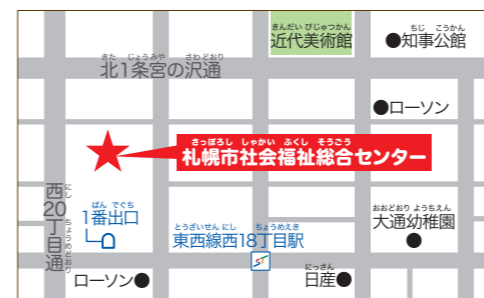 きんだい びじゅつかん
近代美術館
ちじ こうかん
●知事公館
きた じょうみや さわどおり
北1条宮の沢通
●ローソン
さっぽろし しゃかい ふくし そうごう
札幌市社会福祉総合センター
にし ちょうめどおり
西20丁目通
ばん でぐち
1番出口
とうざいせん にし ちょうめえき
東西線西18丁目駅
おおどおり ようちえん
大通幼稚園
ST
ローソン●
にっさん
日産●